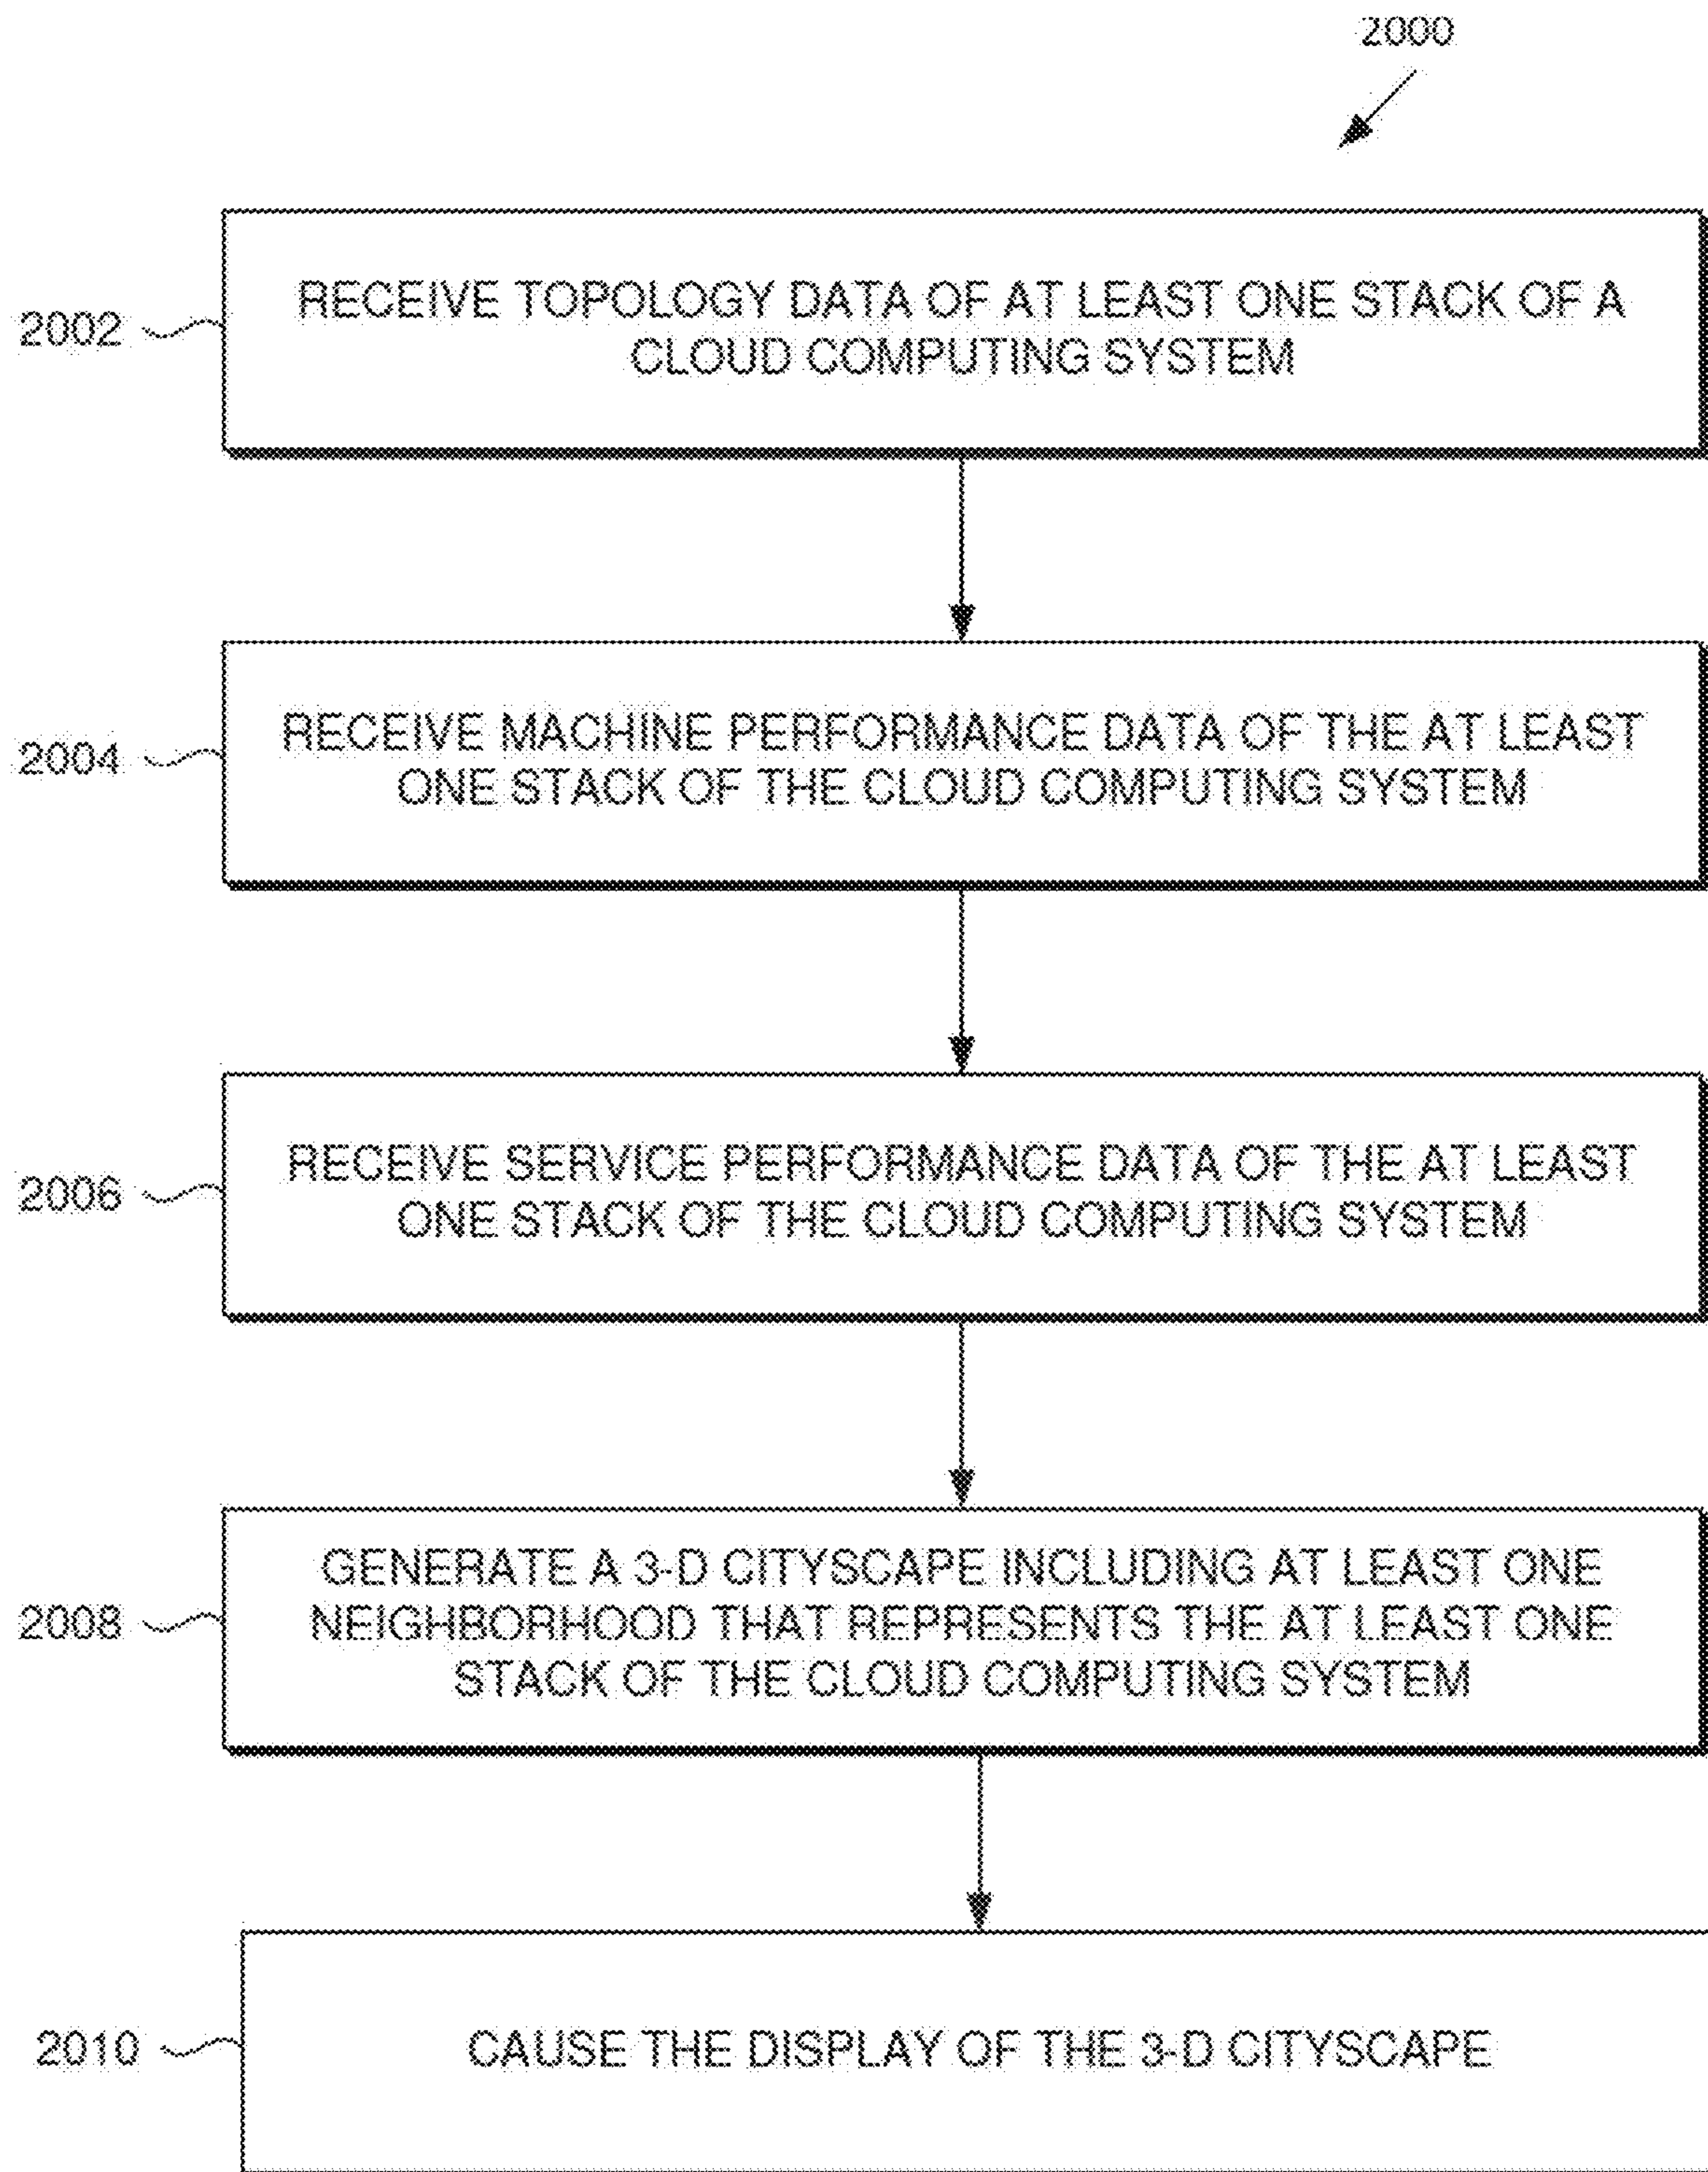 2000
2002
RECEIVE TOPOLOGY DATA OF AT LEAST ONE STACK OF A
CLOUD COMPUTING SYSTEM
2004
RECEIVE MACHINE PERFORMANCE DATA OF THE AT LEAST
ONE STACK OF THE CLOUD COMPUTING SYSTEM
2006
RECEIVE SERVICE PERFORMANCE DATA OF THE AT LEAST
ONE STACK OF THE CLOUD COMPUTING SYSTEM
2008
GENERATE A 3-D CITYSCAPE INCLUDING AT LEAST ONE
NEIGHBORHOOD THAT REPRESENTS THE AT LEAST ONE
STACK OF THE CLOUD COMPUTING SYSTEM
2010
CAUSE THE DISPLAY OF THE 3-D CITYSCAPE